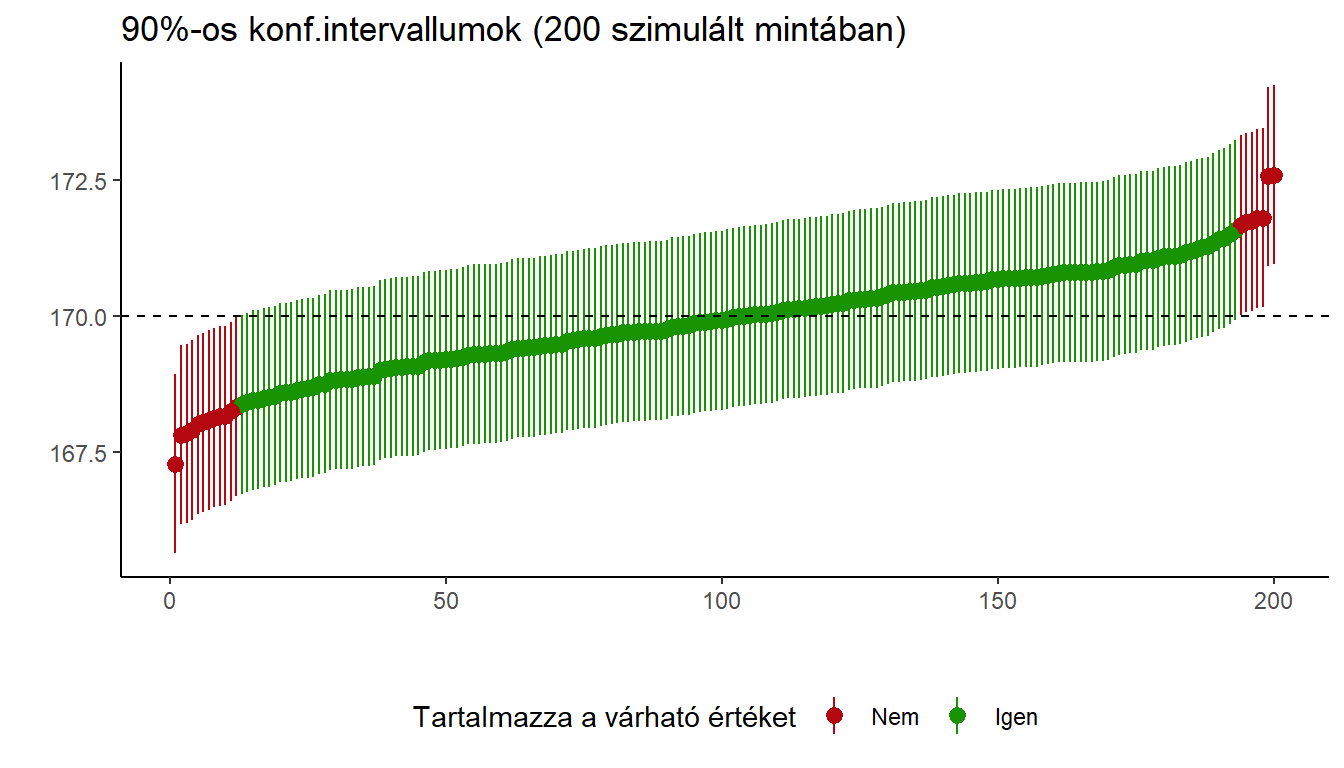 90%-os konf.intervallumok (200 szimulált mintában)
172.5
170.0
167.5
0 50 100 150 200
Tartalmazza a várható értéket Nem Igen